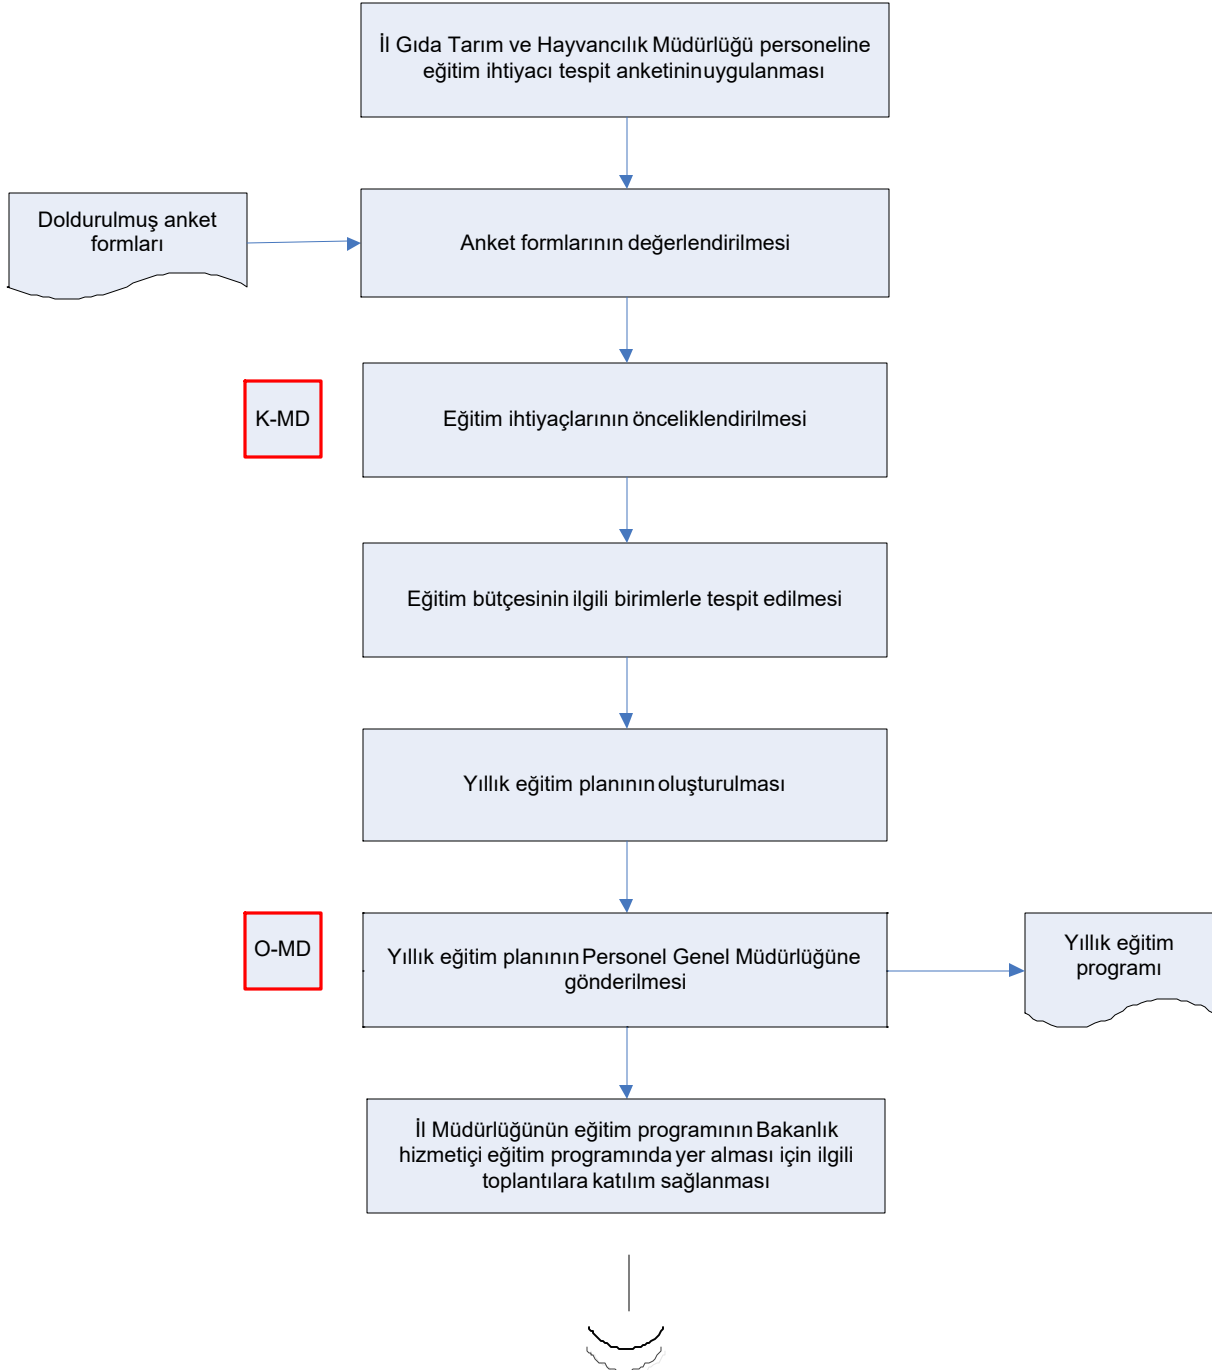 İl Gıda Tarım ve Hayvancılık Müdürlüğü personeline
eğitim ihtiyacı tespit anketinin uygulanması
Doldurulmuş anket
formları
Anket formlarının değerlendirilmesi
K-MD
Eğitim ihtiyaçlarının önceliklendirilmesi
Eğitim bütçesinin ilgili birimlerle tespit edilmesi
Yıllık eğitim planının oluşturulması
O-MD
Yıllık eğitim planının Personel Genel Müdürlüğüne
gönderilmesi
Yıllık eğitim
programı
İl Müdürlüğünün eğitim programının Bakanlık
hizmetiçi eğitim programında yer alması için ilgili
toplantılara katılım sağlanması